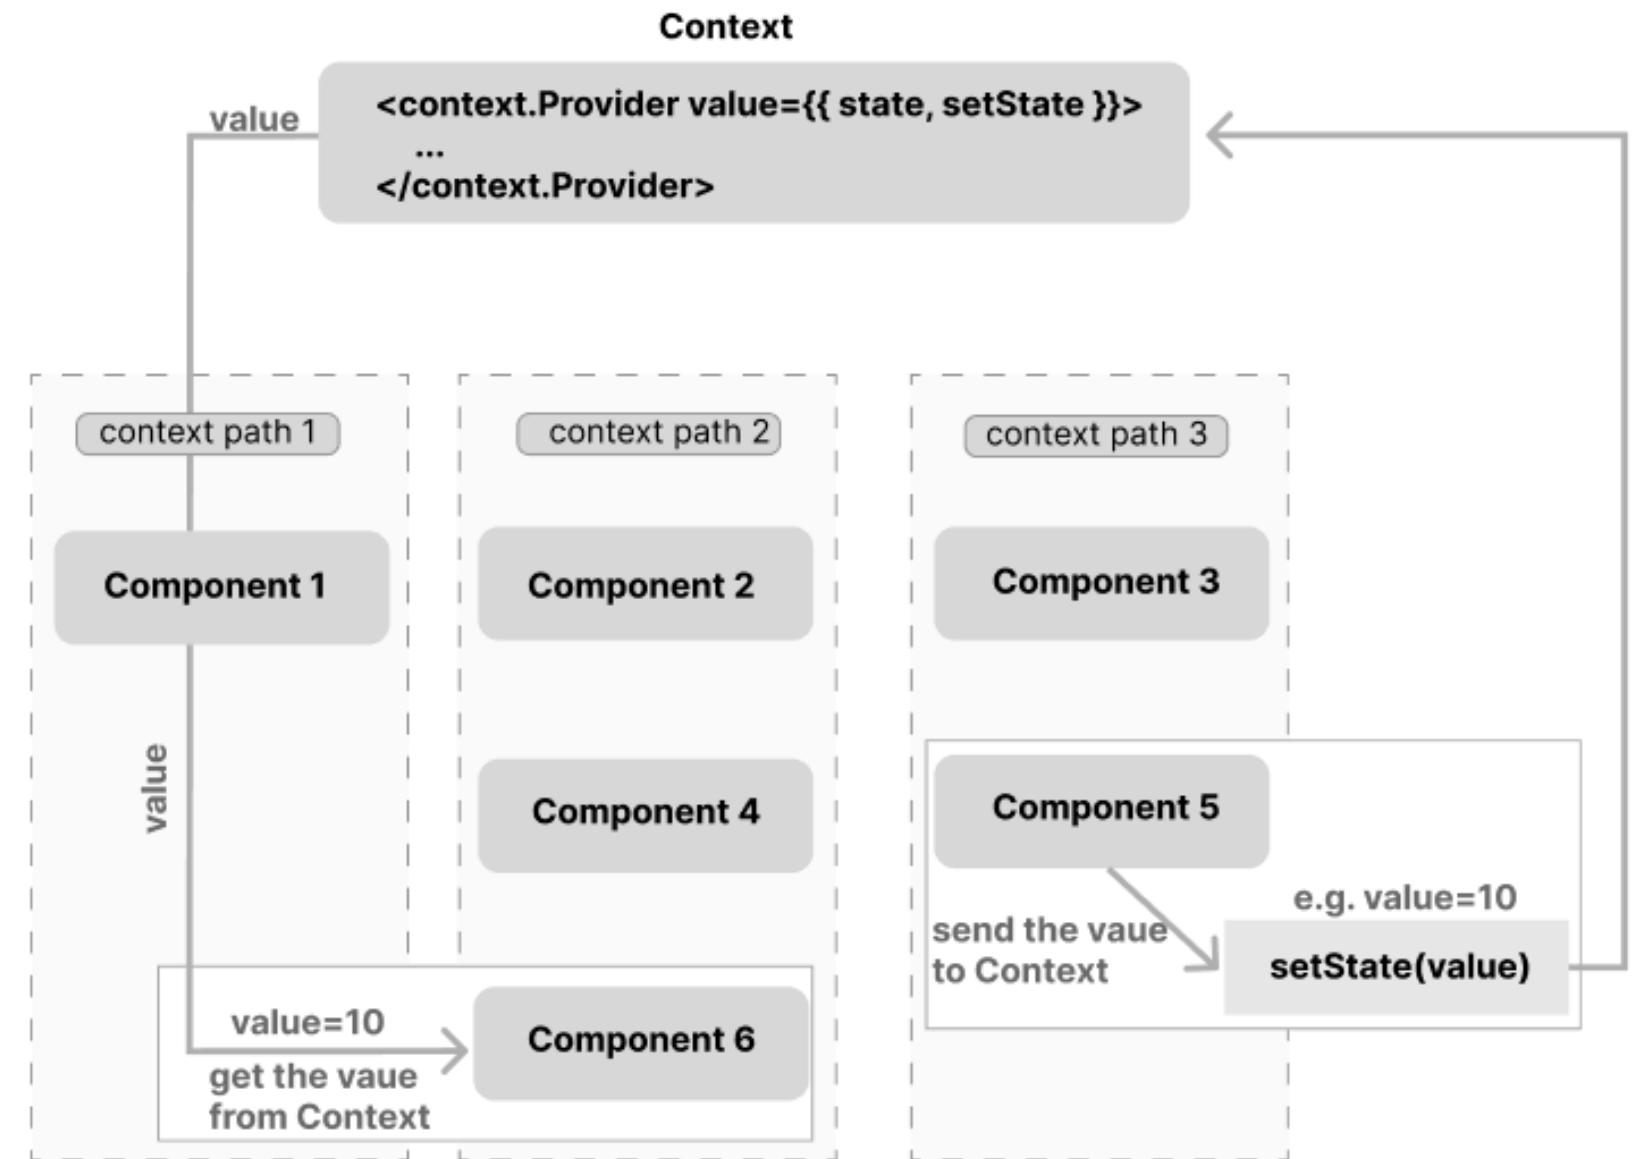 Context
<context.Provider value={{ state, setState }}>
...
</context.Provider>
value
context path 1
context path 2
context path 3
Component 1
Component 2
Component 3
value
Component 4
Component 5
e.g. value=10
send the vaue
to Context
setState(value)
value=10
get the vaue
from Context
Component 6